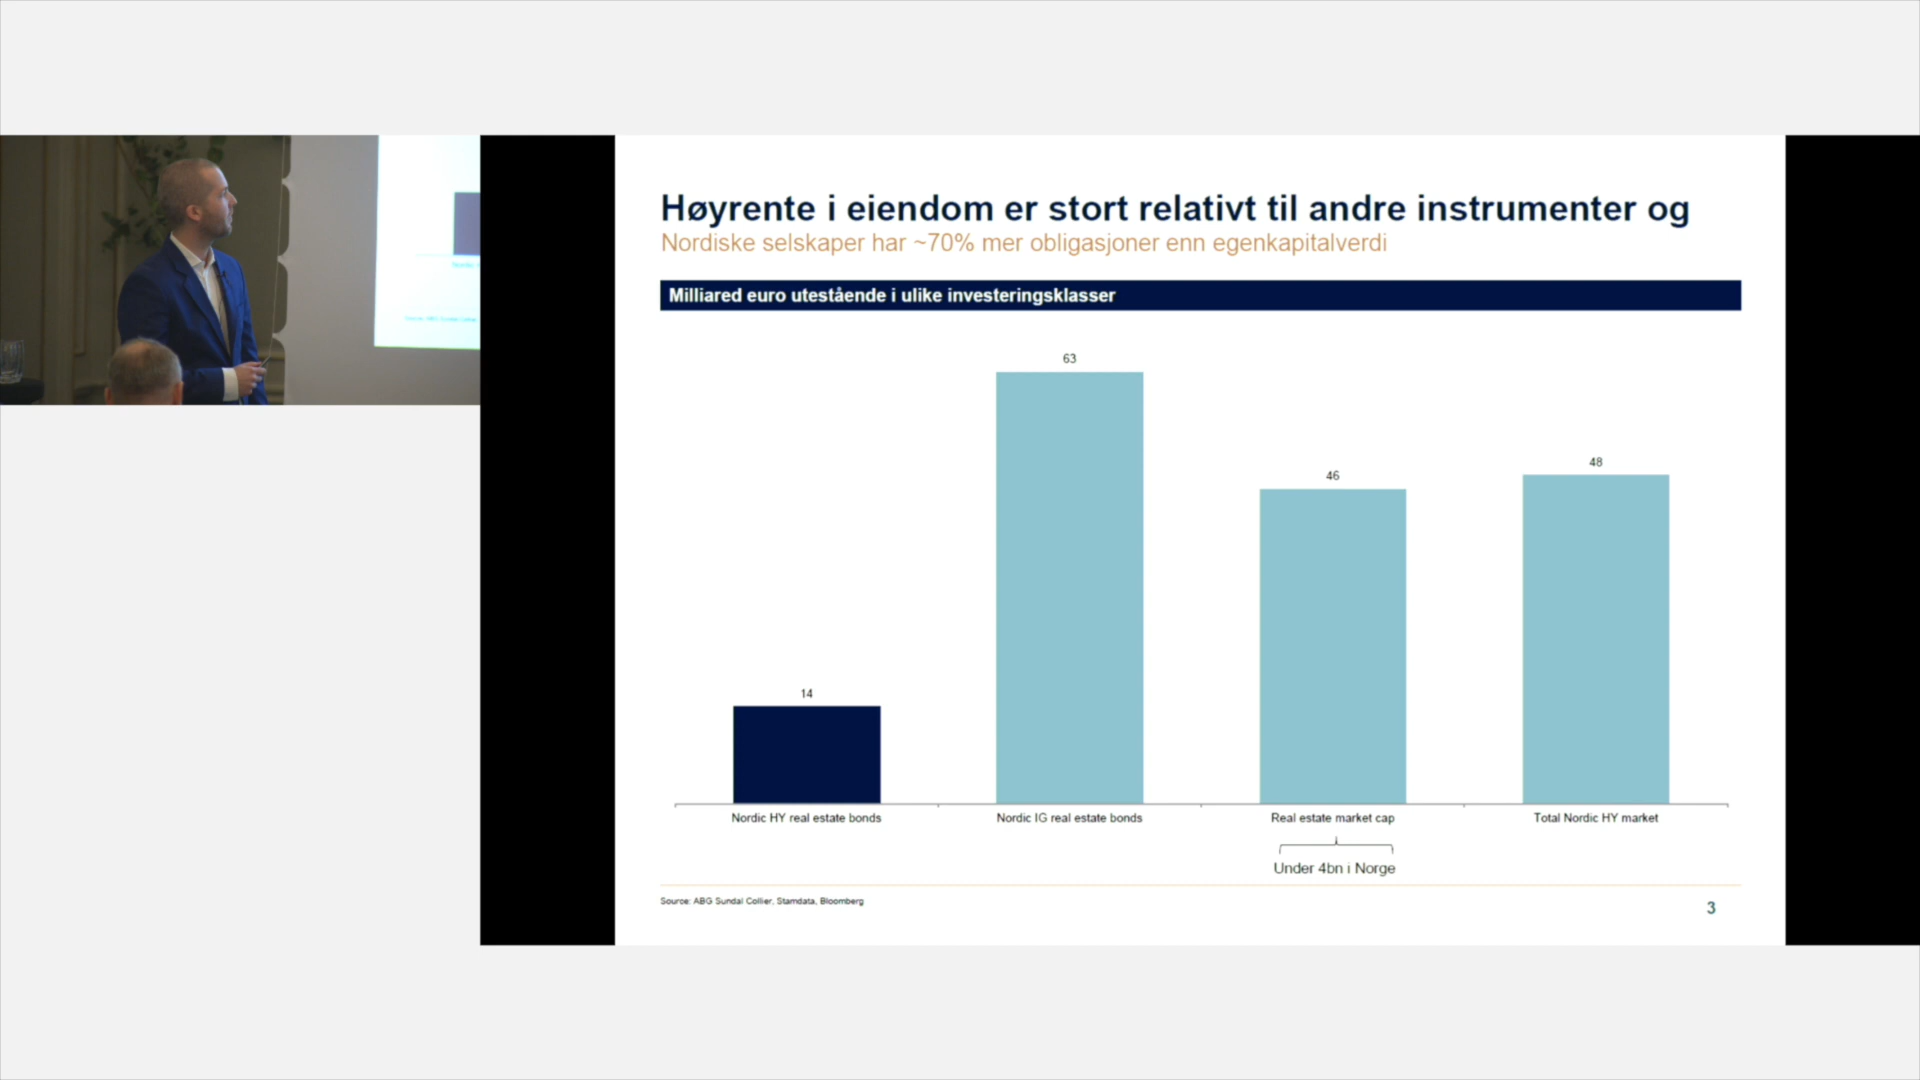 Høyrente i eiendom er stort relativt til andre instrumenter og
Nordiske selskaper har ~70% mer obligasjoner enn egenkapitalverdi
Milliared euro utestående i ulike investeringsklasser
14
63
46
48
Nordic HY real estate bonds
Nordic IG real estate bonds
Real estate market cap
Total Nordic HY market
Under 4bn i Norge
Source: ABG Sundal Collier, Stamdata, Bloomberg
3